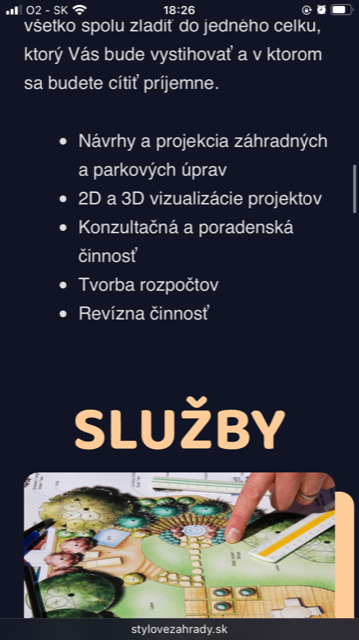 O2 - SK
18:26
všetko spolu zladiť do jedného celku,
ktorý Vás bude vystihovať a v ktorom
sa budete cítiť príjemne.
• Návrhy a projekcia záhradných
a parkových úprav
• 2D a 3D vizualizácie projektov
• Konzultačná a poradenská
činnosť
• Tvorba rozpočtov
• Revízna činnosť
SLUŽBY
stylovezahrady.sk